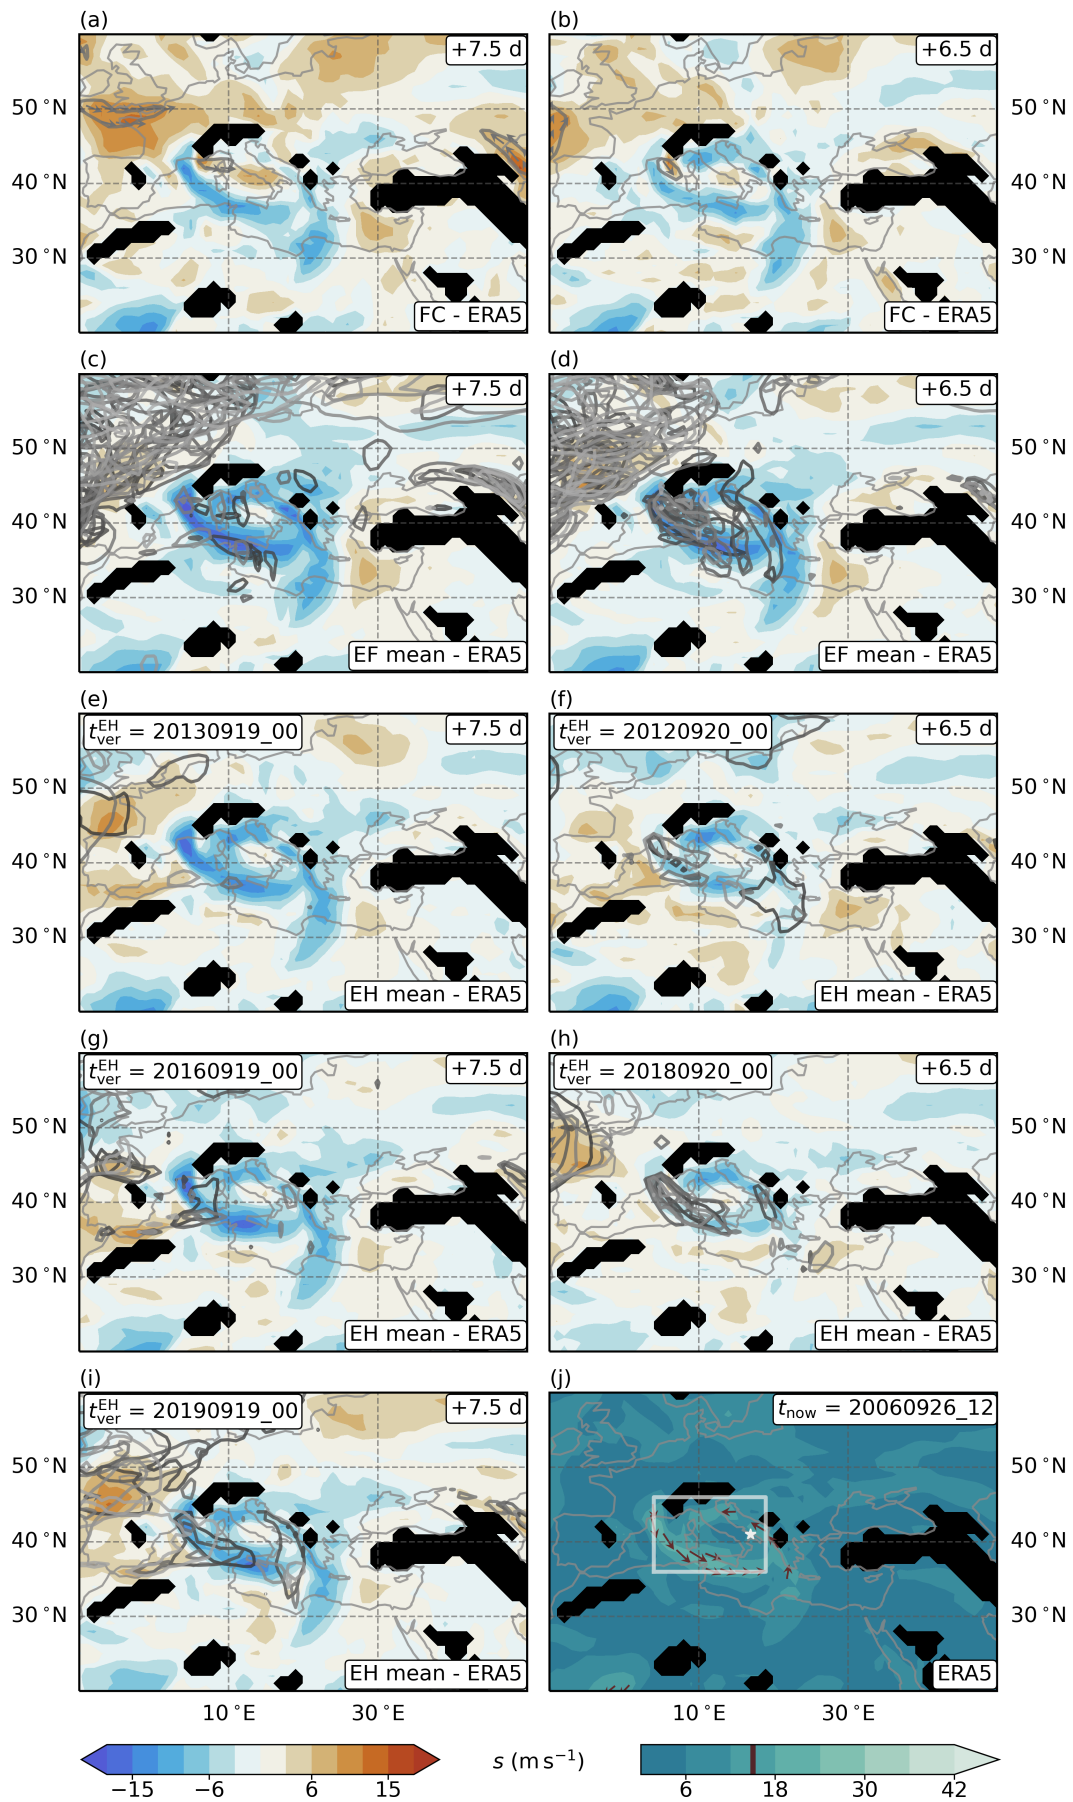 (a)
(b)
+7.5 d
+6.5 d
50 °N
50 °N
40 °N
40 °N
30 °N
30 °N
FC - ERA5
FC - ERA5
(c)
(d)
+7.5 d
+6.5 d
50 °N
50 °N
40 °N
40 °N
30 °N
30 °N
EF mean - ERA5
EF mean - ERA5
(e)
(f)
t_ver^EH = 20130919_00
+7.5 d
t_ver^EH = 20120920_00
+6.5 d
50 °N
50 °N
40 °N
40 °N
30 °N
30 °N
EH mean - ERA5
EH mean - ERA5
(g)
(h)
t_ver^EH = 20160919_00
+7.5 d
t_ver^EH = 20180920_00
+6.5 d
50 °N
50 °N
40 °N
40 °N
30 °N
30 °N
EH mean - ERA5
EH mean - ERA5
(i)
(j)
t_ver^EH = 20190919_00
+7.5 d
t_now = 20060926_12
50 °N
50 °N
40 °N
40 °N
30 °N
30 °N
EH mean - ERA5
ERA5
10 °E
30 °E
10 °E
30 °E
s (m s⁻¹)
−15 −6 6 15
6 18 30 42